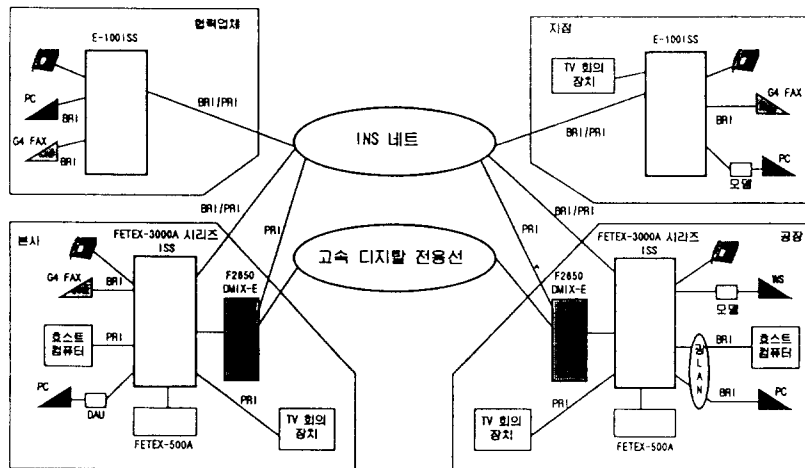 협력업체
E-100ISS
PC
BRI
G4 FAX
BRI
BRI/PRI
지점
E-100ISS
TV 회의
장치
BRI/PRI
G4 FAX
BRI
PC
모뎀
INS 네트
고속 디지탈 전용선
BRI/PRI
PRI
PRI
BRI/PRI
본사
FETEX-3000A 시리즈
ISS
G4 FAX
BRI
F2850
DMIX-E
호스트
컴퓨터
PRI
PC
DAU
PRI
FETEX-500A
TV 회의
장치
공장
FETEX-3000A 시리즈
ISS
F2850
DMIX-E
WS
모뎀
광LAN
BRI
호스트
컴퓨터
BRI
PC
PRI
TV 회의
장치
FETEX-500A